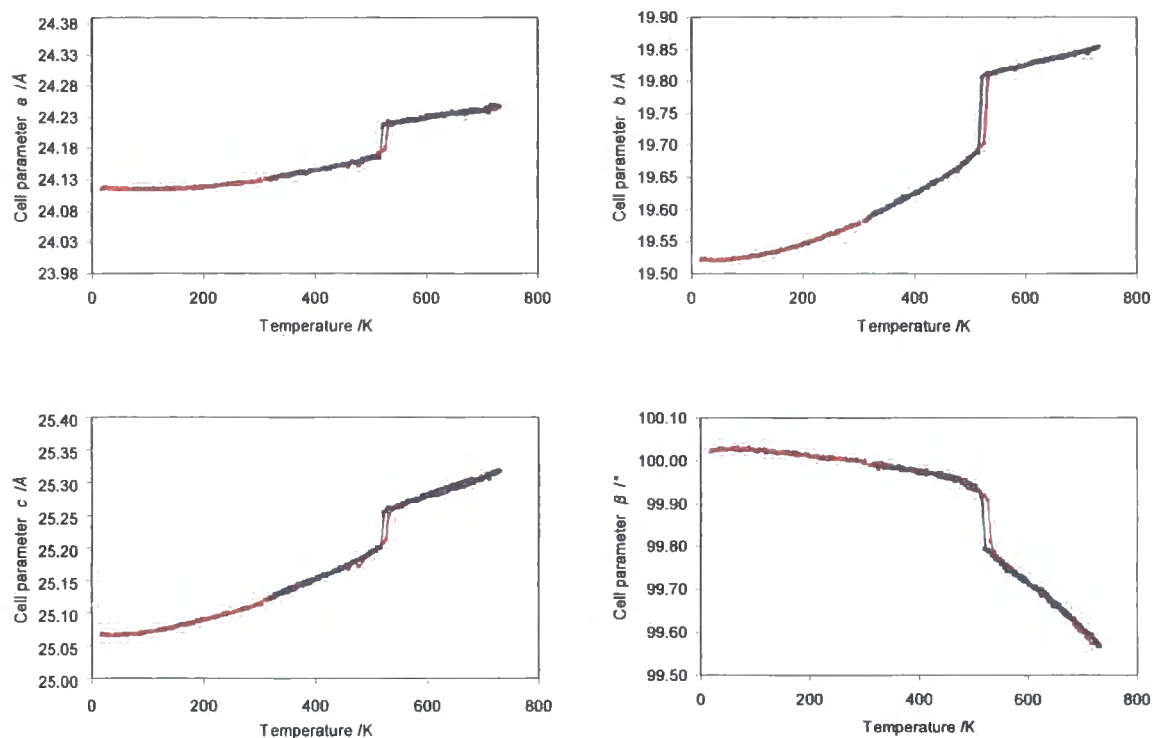 Cell parameter a /Å
24.38
24.33
24.28
24.23
24.18
24.13
24.08
24.03
23.98
0 200 400 600 800
Temperature /K
Cell parameter b /Å
19.90
19.85
19.80
19.75
19.70
19.65
19.60
19.55
19.50
0 200 400 600 800
Temperature /K
Cell parameter c /Å
25.40
25.35
25.30
25.25
25.20
25.15
25.10
25.05
25.00
0 200 400 600 800
Temperature /K
Cell parameter β /°
100.10
100.00
99.90
99.80
99.70
99.60
99.50
0 200 400 600 800
Temperature /K